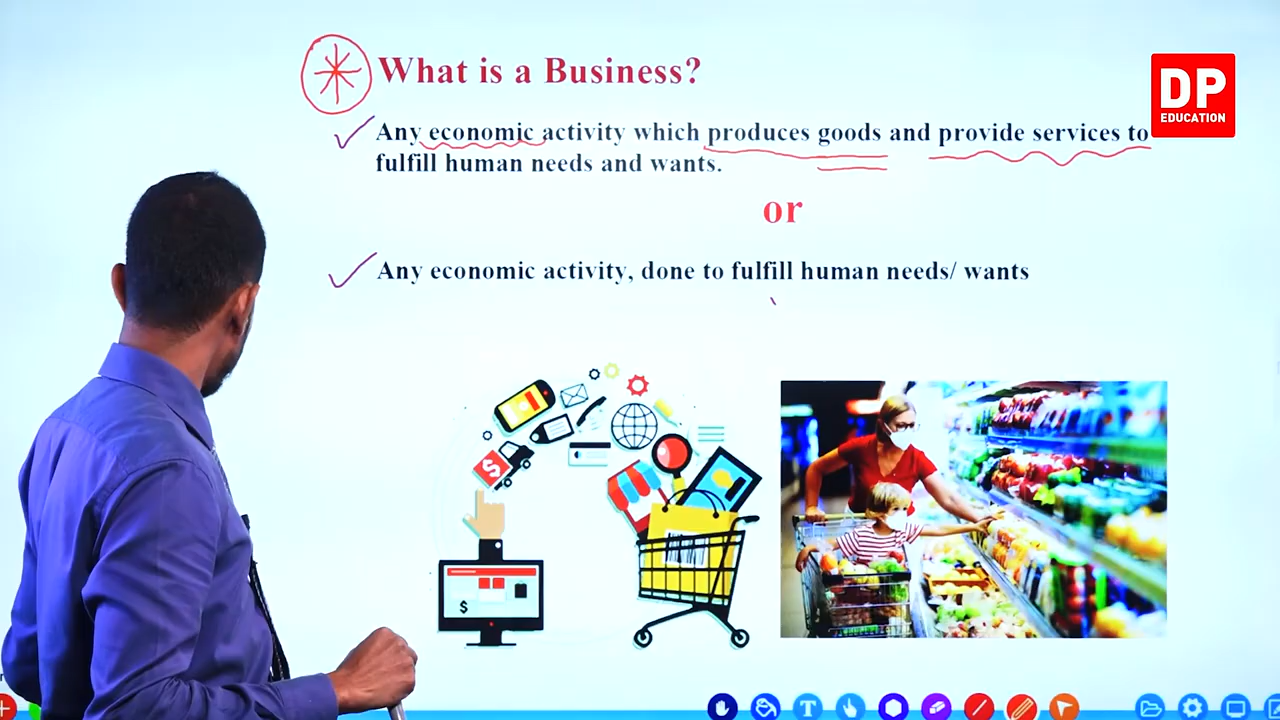 What is a Business?
DP
EDUCATION
Any economic activity which produces goods and provide services to
fulfill human needs and wants.
or
Any economic activity, done to fulfill human needs/ wants
$
$
T